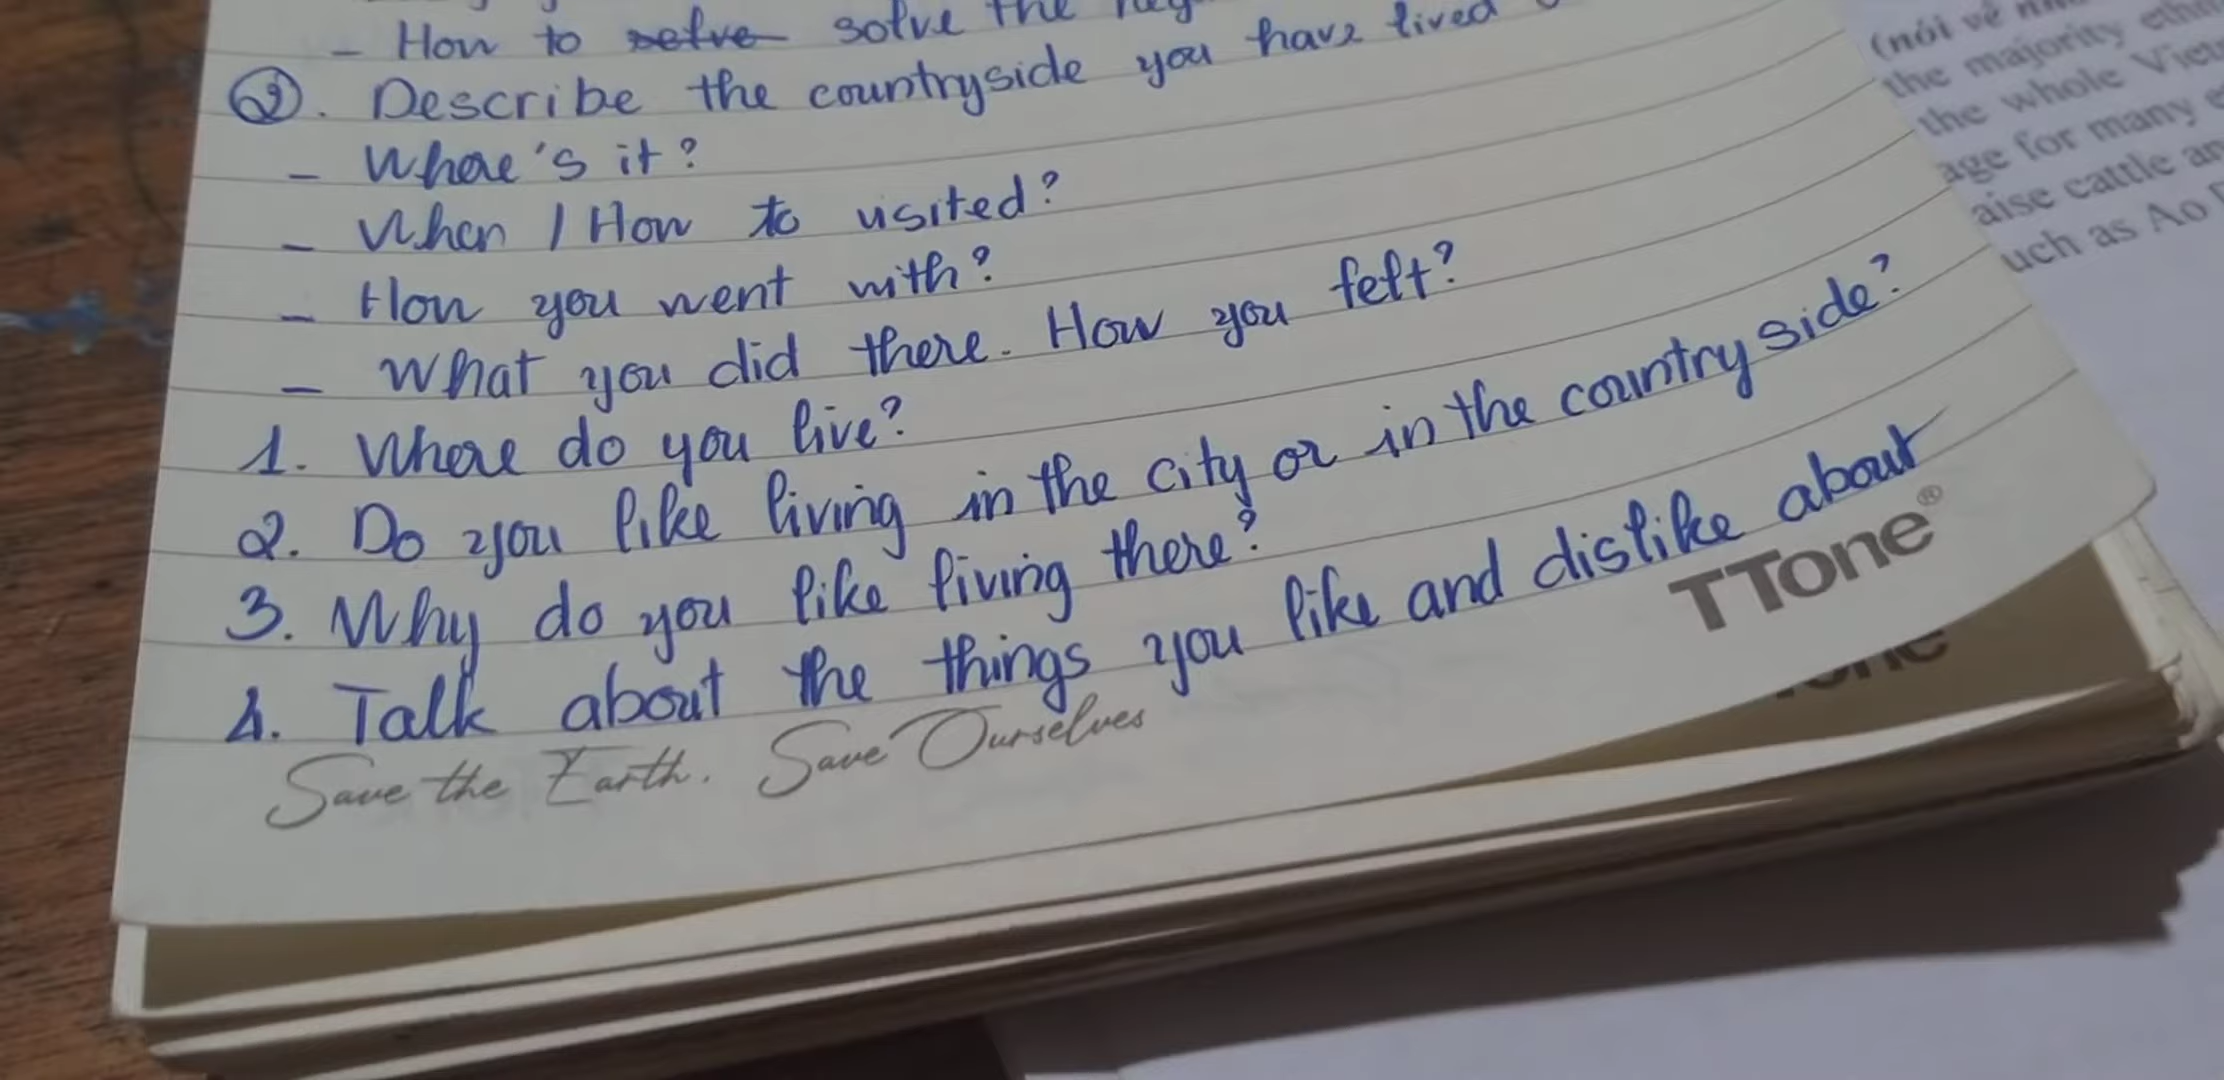 - How to setve solve the
②. Describe the countryside you have lived
- Where's it?
- When / How to visited?
- How you went with?
- What you did there. How you felt?
1. Where do you live?
2. Do you like living in the city or in the countryside?
3. Why do you like living there?
4. Talk about the things you like and dislike about
TTone®
Save the Earth. Save Ourselves
(nói về
the majority
the whole
age for many
aise cattle
uch as Ao